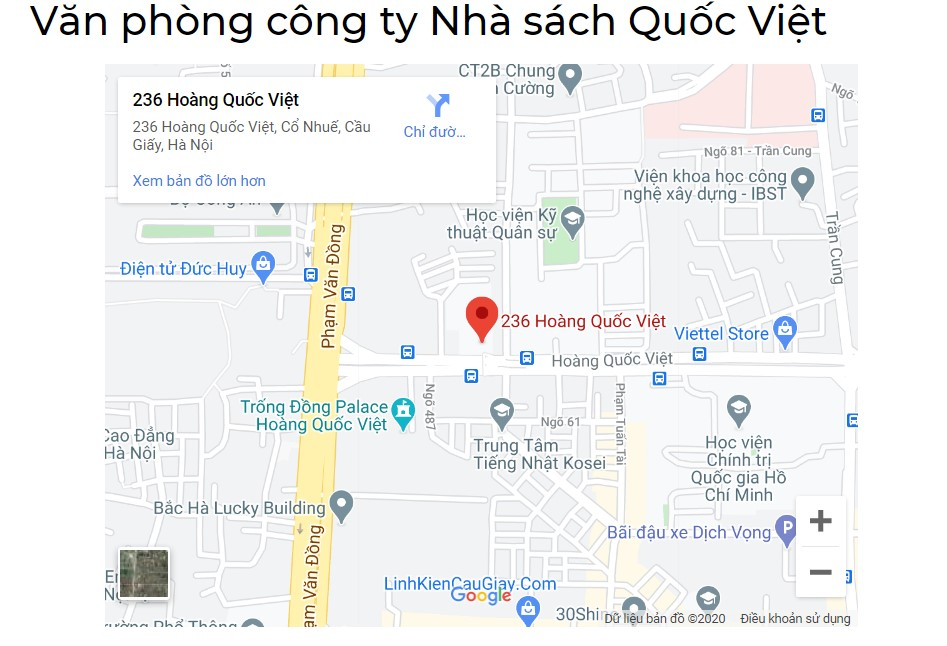 Văn phòng công ty Nhà sách Quốc Việt
236 Hoàng Quốc Việt
236 Hoàng Quốc Việt, Cổ Nhuế, Cầu
Giấy, Hà Nội
Chỉ đườ...
Xem bản đồ lớn hơn
CT2B Chung
Cường
Ngõ
Ngõ 81 - Trần Cung
Viện khoa học công
nghệ xây dựng - IBST
Trần Cung
Học viện Kỹ
thuật Quân sự
Điện tử Đức Huy
Phạm Văn Đồng
236 Hoàng Quốc Việt
Viettel Store
Hoàng Quốc Việt
Trống Đồng Palace
Hoàng Quốc Việt
Ngõ 487
Ngõ 61
Phạm Tuấn Tài
Trung Tâm
Tiếng Nhật Kosei
Cao Đẳng
Hà Nội
Học viện
Chính trị
Quốc gia Hồ
Chí Minh
Bắc Hà Lucky Building
Bãi đậu xe Dịch Vọng
P
+
−
Văn Đồng
LinhKienCauGiay.Com
Google
30Shin
Dữ liệu bản đồ ©2020
Điều khoản sử dụng
Phổ Thông